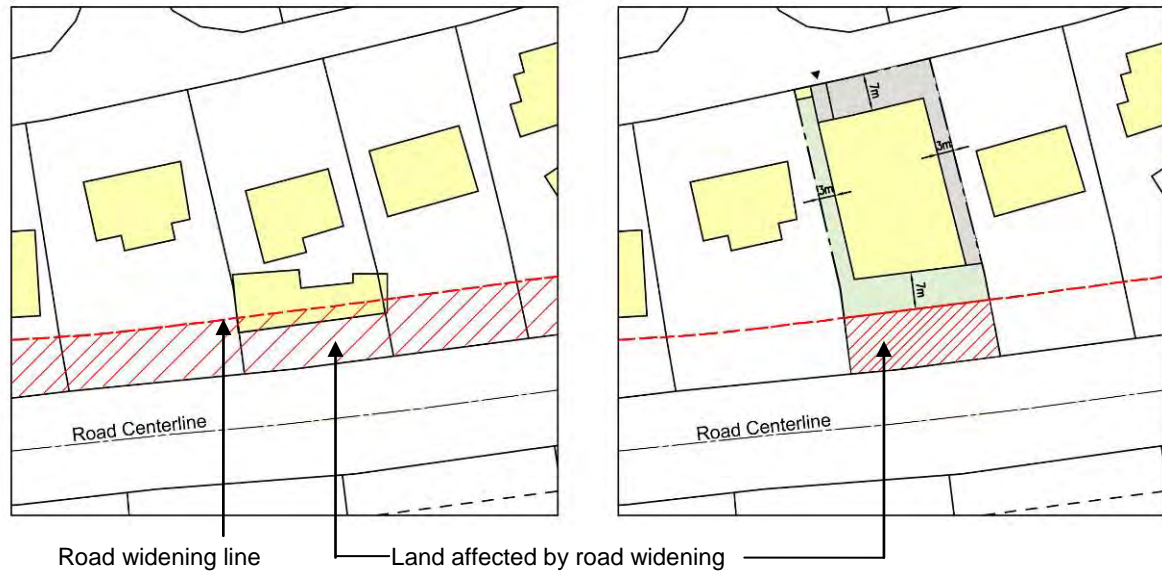 Road Centerline
7m
3m
3m
7m
Road Centerline
Road widening line
Land affected by road widening